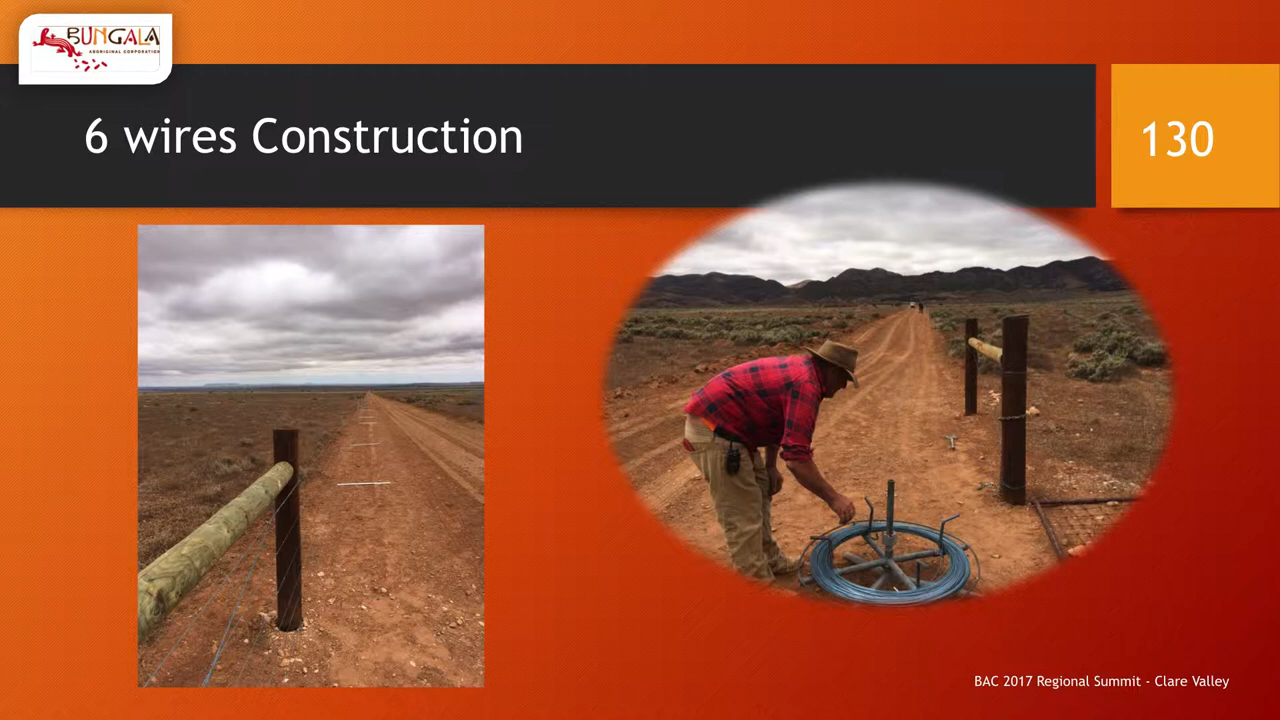 BUNGALA
ABORIGINAL CORPORATION
6 wires Construction
130
BAC 2017 Regional Summit - Clare Valley